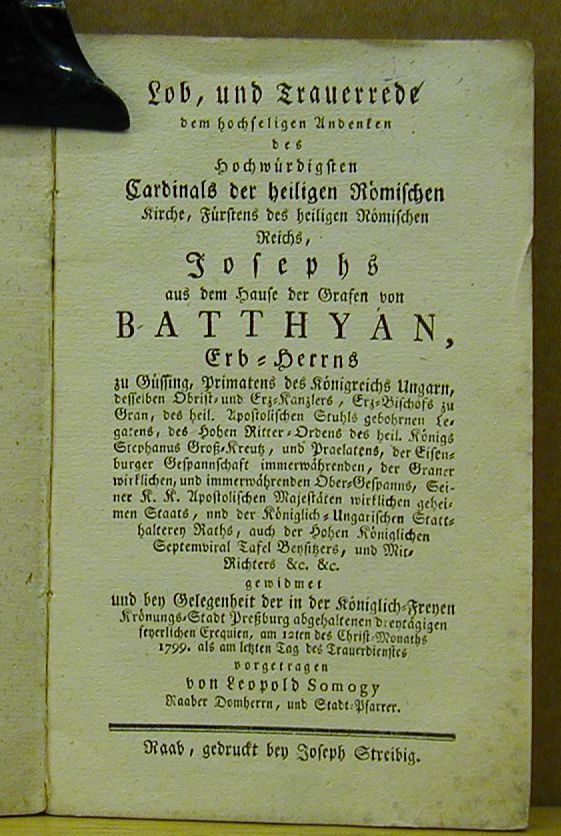 Lob, und Trauerrede
dem hochseligen Andenken
des
Hochwürdigsten
Cardinals der heiligen Römischen
Kirche, Fürstens des heiligen Römischen
Reichs,
Josephs
aus dem Hause der Grafen von
BATTHYÁN,
Erb-Herrns
zu Güssing, Primatens des Königreichs Ungarn,
desselben Obrist- und Erz-Kanzlers, Erz-Bischofs zu
Gran, des heil. Apostolischen Stuhls gebohrnen Le-
gatens, des Hohen Ritter-Ordens des heil. Königs
Stephanus Groß-Kreutz, und Praelatens, der Eisen-
burger Gespannschaft immerwährenden, der Graner
wirklichen, und immerwährenden Ober-Gespanns, Sei-
ner K. K. Apostolischen Majestäten wirklichen gehei-
men Staats, und der Königlich-Ungarischen Statt-
halterey Raths, auch der Hohen Königlichen
Septemviral Tafel Beysitzers, und Mit-
Richters &c. &c.
gewidmet
und bey Gelegenheit der in der Königlich-Freyen
Krönungs-Stadt Preßburg abgehaltenen dreytägigen
feyerlichen Exequien, am 12ten des Christ-Monaths
1799. als am letzten Tag des Trauerdienstes
vorgetragen
von Leopold Somogy
Raaber Domherrn, und Stadt-Pfarrer.
Raab, gedruckt bey Joseph Streibig.